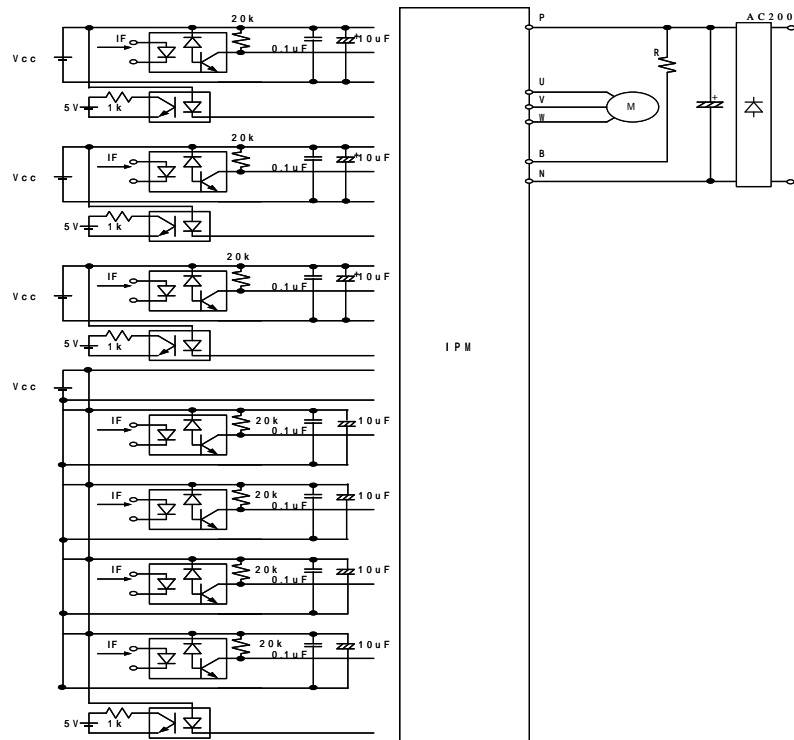 20k
IF
0.1uF
10uF
Vcc
5V
1k
20k
IF
0.1uF
10uF
Vcc
5V
1k
20k
IF
0.1uF
10uF
Vcc
5V
1k
Vcc
IF
20k
0.1uF
10uF
IF
20k
0.1uF
10uF
IF
20k
0.1uF
10uF
IF
20k
0.1uF
10uF
5V
1k
IPM
P
AC200
R
U
V
W
M
B
N